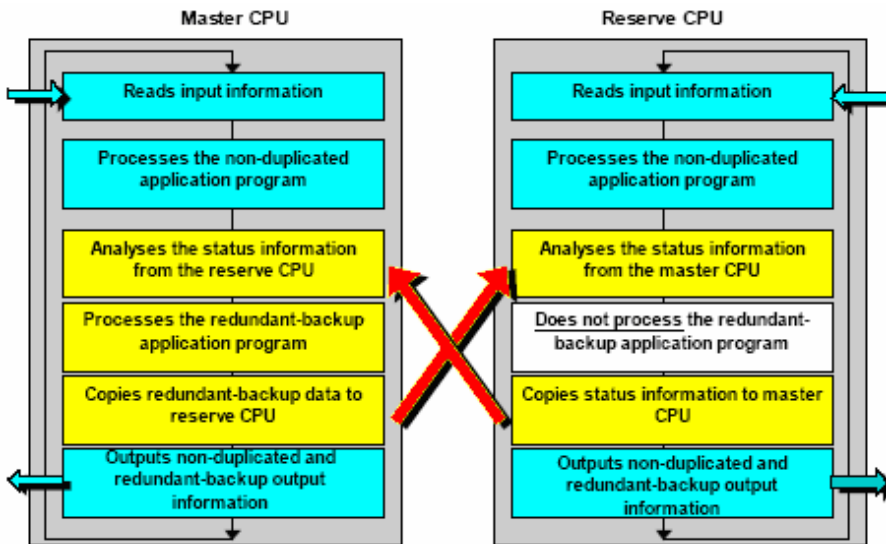 Master CPU
Reads input information
Processes the non-duplicated
application program
Analyses the status information
from the reserve CPU
Processes the redundant-backup
application program
Copies redundant-backup data to
reserve CPU
Outputs non-duplicated and
redundant-backup output
information
Reserve CPU
Reads input information
Processes the non-duplicated
application program
Analyses the status information
from the master CPU
Does not process the redundant-
backup application program
Copies status information to master
CPU
Outputs non-duplicated and
redundant-backup output
information